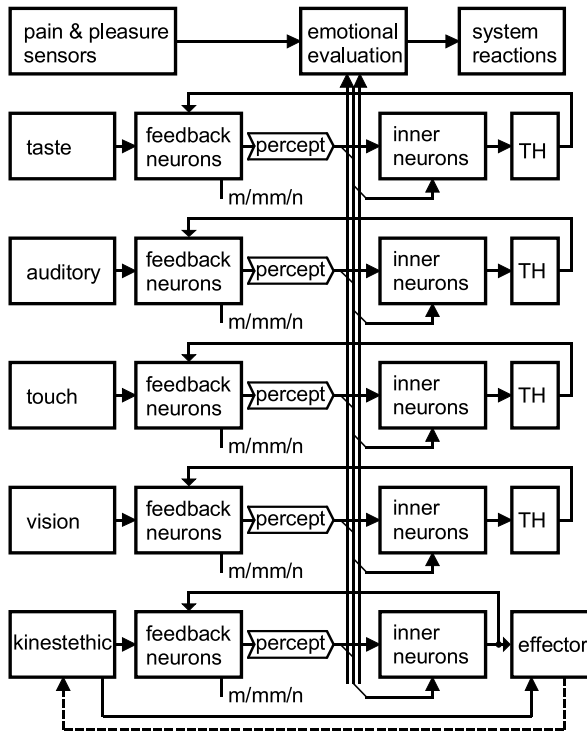 pain & pleasure
sensors
emotional
evaluation
system
reactions
taste
feedback
neurons
percept
inner
neurons
TH
m/mm/n
auditory
feedback
neurons
percept
inner
neurons
TH
m/mm/n
touch
feedback
neurons
percept
inner
neurons
TH
m/mm/n
vision
feedback
neurons
percept
inner
neurons
TH
m/mm/n
kinestethic
feedback
neurons
percept
inner
neurons
effector
m/mm/n